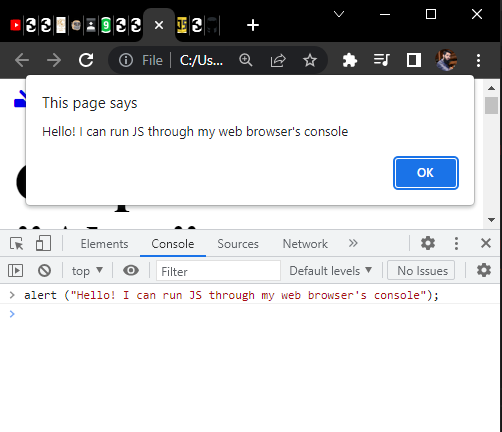 File
C:/Us...
This page says
Hello! I can run JS through my web browser's console
OK
Elements Console Sources Network
top Filter Default levels No Issues
alert ("Hello! I can run JS through my web browser's console");